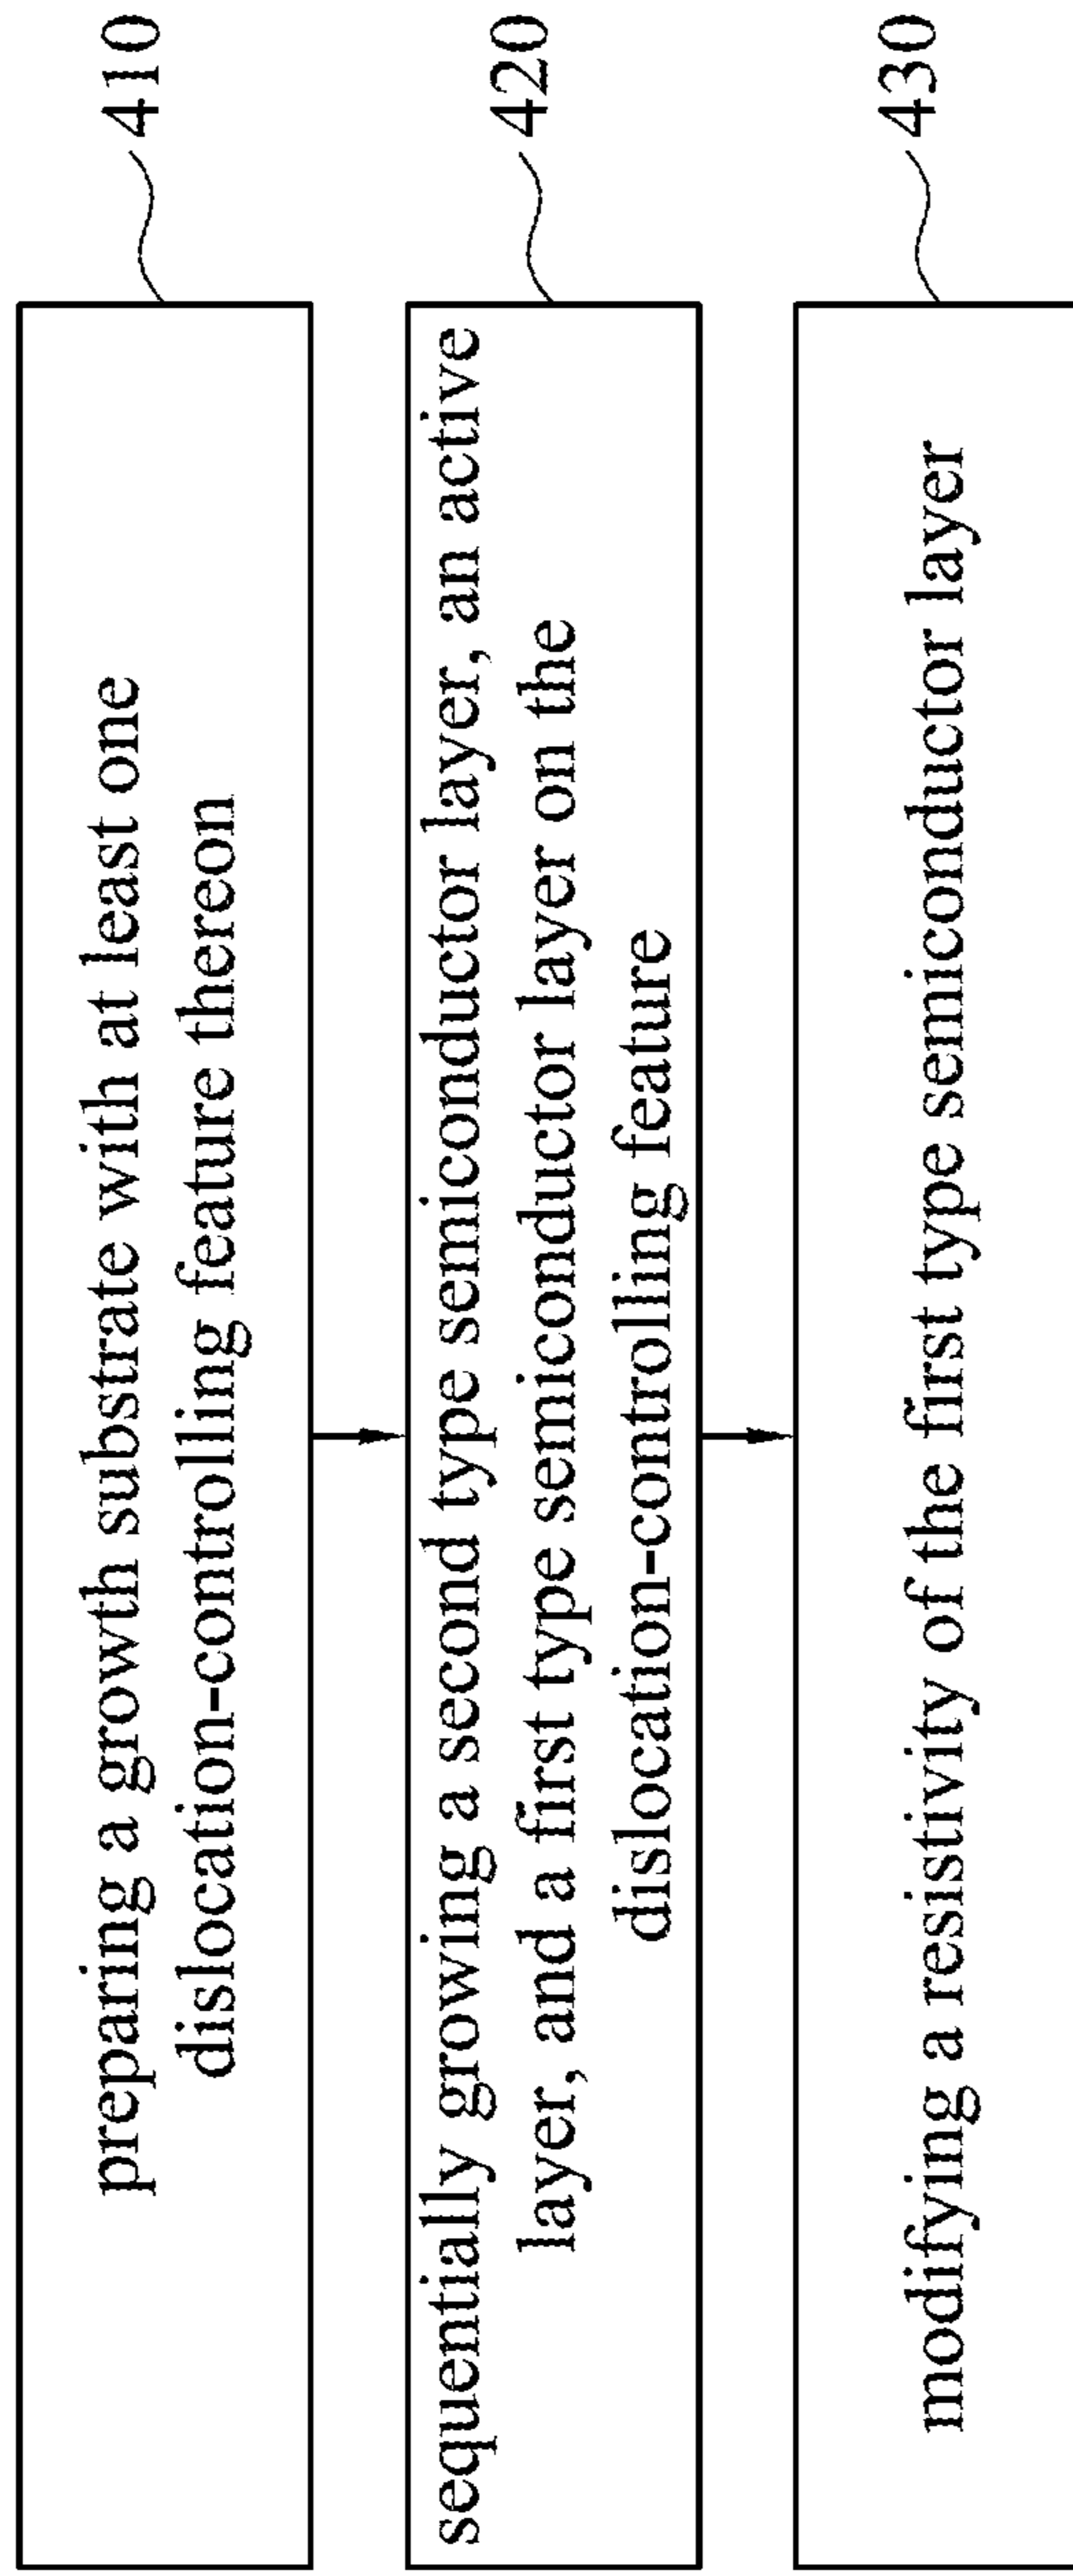 preparing a growth substrate with at least one
dislocation-controlling feature thereon
410
sequentially growing a second type semiconductor layer, an active
layer, and a first type semiconductor layer on the
dislocation-controlling feature
420
modifying a resistivity of the first type semiconductor layer
430